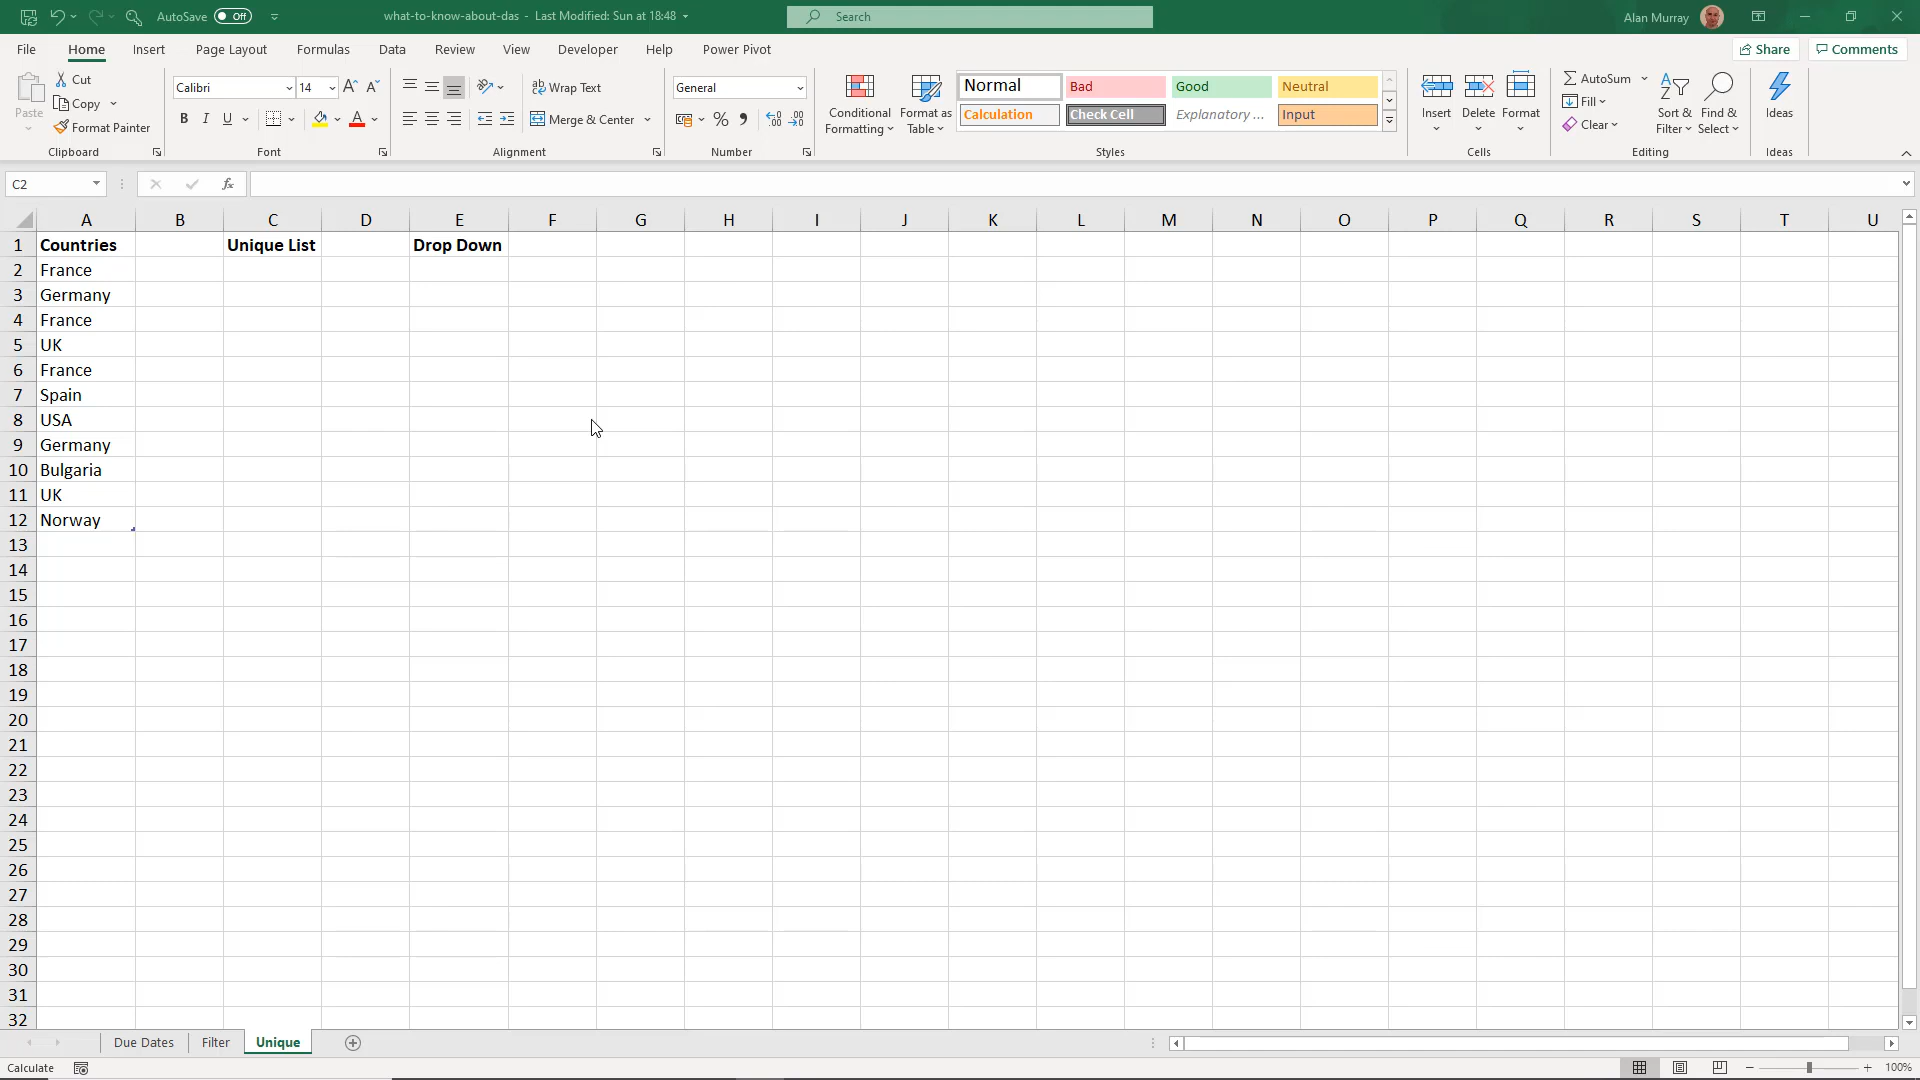 AutoSave Off what-to-know-about-das - Last Modified: Sun at 18:48 Search Alan Murray
File Home Insert Page Layout Formulas Data Review View Developer Help Power Pivot Share Comments
Cut
Copy
Format Painter
Paste
Clipboard
Calibri 14
B I U
Font
Wrap Text
Merge & Center
Alignment
General
Number
Conditional Formatting
Format as Table
Normal Bad Good Neutral
Calculation Check Cell Explanatory ... Input
Styles
Insert Delete Format
Cells
AutoSum
Fill
Clear
Sort & Filter
Find & Select
Editing
Ideas
Ideas
C2 fx
A B C D E F G H I J K L M N O P Q R S T U
1 Countries Unique List Drop Down
2 France
3 Germany
4 France
5 UK
6 France
7 Spain
8 USA
9 Germany
10 Bulgaria
11 UK
12 Norway
13
14
15
16
17
18
19
20
21
22
23
24
25
26
27
28
29
30
31
32
Due Dates Filter Unique
Calculate 100%